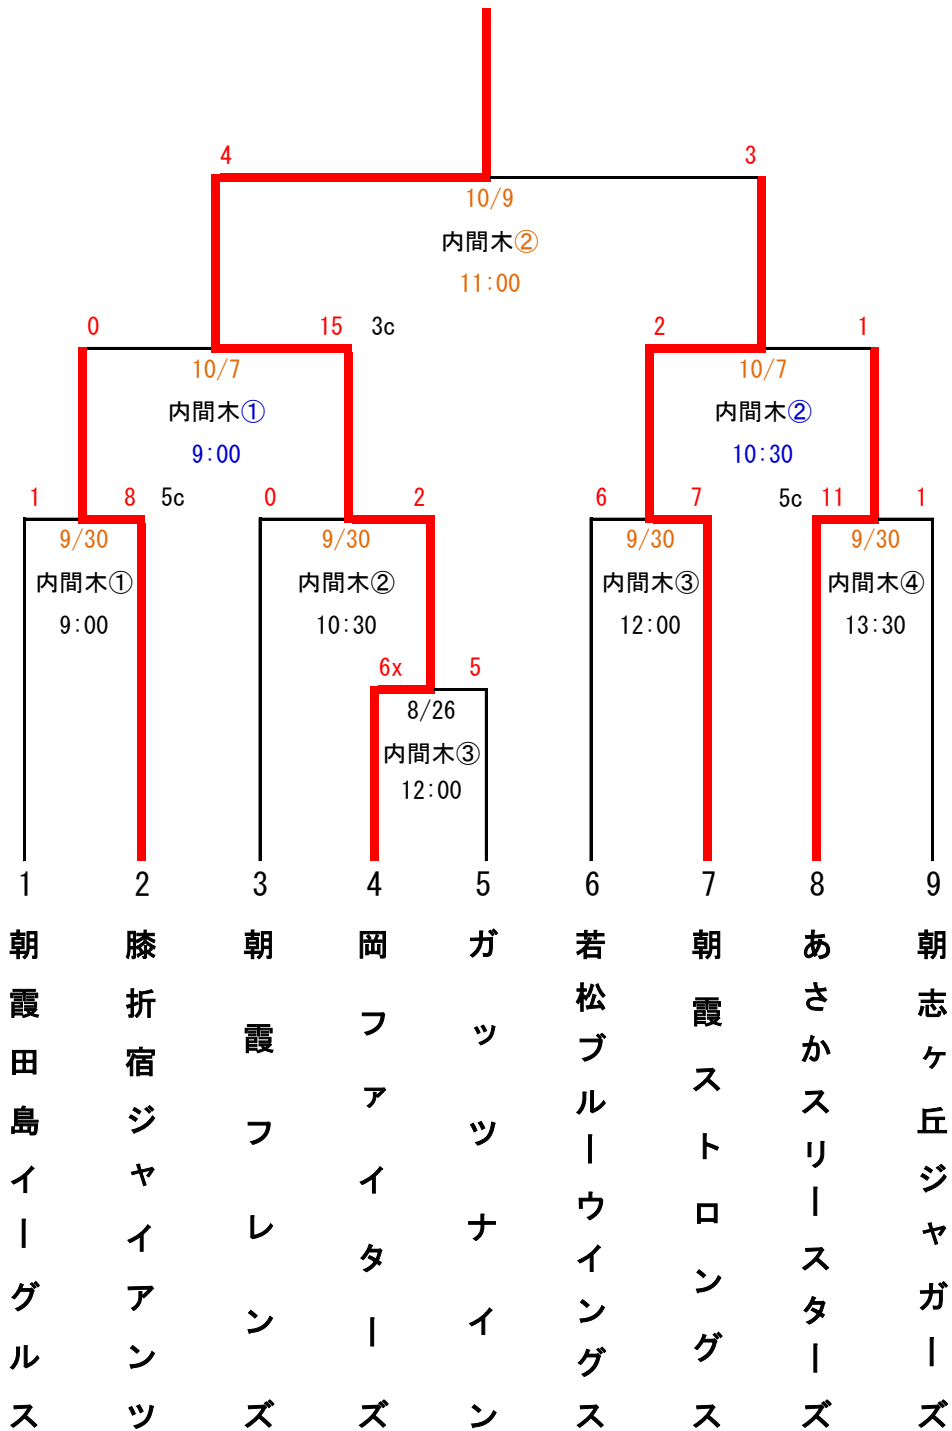 4 3
10/9
内間木②
11:00
0 15 3c 2 1
10/7 10/7
内間木① 内間木②
9:00 10:30
1 8 5c 0 2 6 7 5c 11 1
9/30 9/30 9/30 9/30
内間木① 内間木② 内間木③ 内間木④
9:00 10:30 12:00 13:30
6x 5
8/26
内間木③
12:00
1 2 3 4 5 6 7 8 9
朝霞田島イーグルス
膝折宿ジャイアンツ
朝霞フレンズ
岡ファイターズ
ガッツナイン
若松ブルーウイングス
朝霞ストロングス
あさかスリースターズ
朝志ヶ丘ジャガーズ